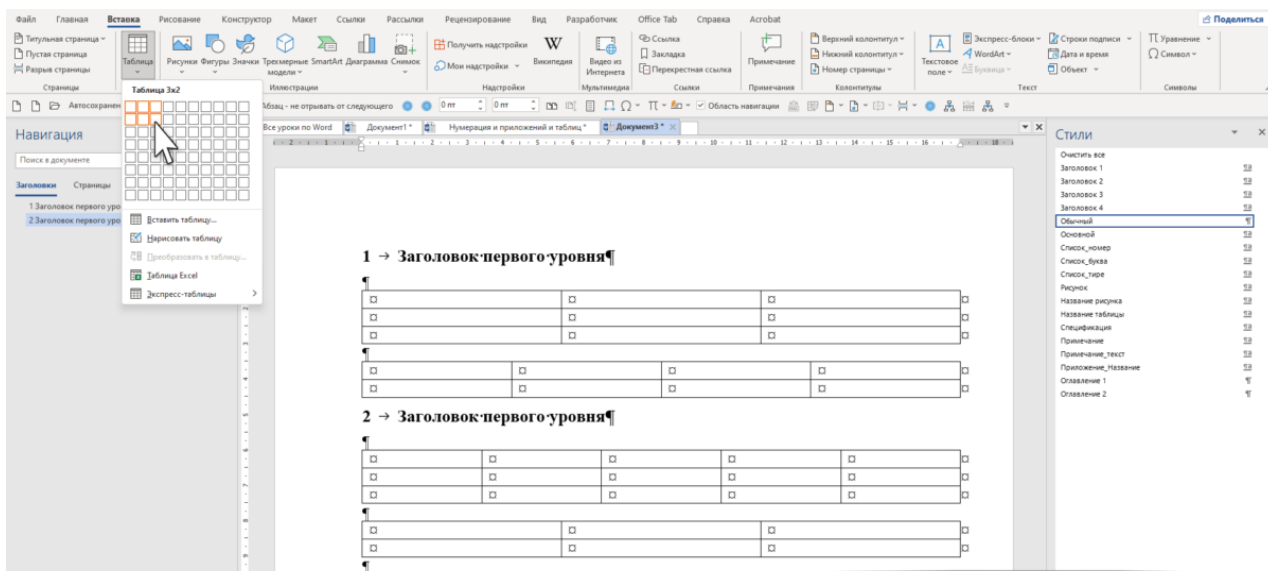 Файл Главная Вставка Рисование Конструктор Макет Ссылки Рассылки Рецензирование Вид Разработчик Office Tab Справка Acrobat Поделиться
Титульная страница
Пустая страница
Разрыв страницы
Страницы
Таблица
Рисунки Фигуры Значки Трехмерные модели SmartArt Диаграмма Снимок
Иллюстрации
Получить надстройки
Мои надстройки
W
Википедия
Надстройки
Видео из Интернета
Мультимедиа
Ссылка
Закладка
Перекрестная ссылка
Ссылки
Примечание
Примечания
Верхний колонтитул
Нижний колонтитул
Номер страницы
Колонтитулы
Текстовое поле
Экспресс-блоки
WordArt
Буквица
Строки подписи
Дата и время
Объект
Текст
Уравнение
Символ
Символы
Автосохранен
Абзац - не отрывать от следующего 0 пт 0 пт Область навигации
Таблица 3x2
Вставить таблицу...
Нарисовать таблицу
Преобразовать в таблицу...
Таблица Excel
Экспресс-таблицы
Навигация
Поиск в документе
Заголовки Страницы
1 Заголовок первого уро
2 Заголовок первого уро
Все уроки по Word Документ1 * Нумерация и приложений и таблиц * Документ3 *
1 → Заголовок·первого·уровня¶
2 → Заголовок·первого·уровня¶
Стили
Очистить все
Заголовок 1
Заголовок 2
Заголовок 3
Заголовок 4
Обычный
Основной
Список_номер
Список_буква
Список_тире
Рисунок
Название рисунка
Название таблицы
Спецификация
Примечание
Примечание_текст
Приложение_Название
Оглавление 1
Оглавление 2